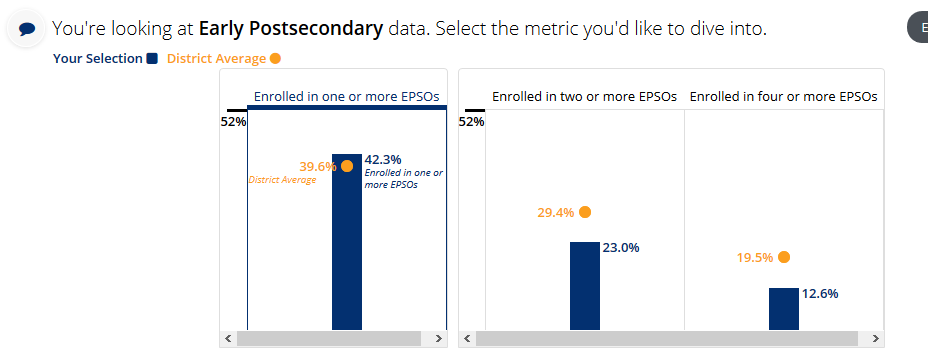 You're looking at Early Postsecondary data. Select the metric you'd like to dive into.
E
Your Selection District Average
Enrolled in one or more EPSOs
52%
39.6%
District Average
42.3%
Enrolled in one or
more EPSOs
Enrolled in two or more EPSOs Enrolled in four or more EPSOs
52%
29.4%
23.0%
19.5%
12.6%